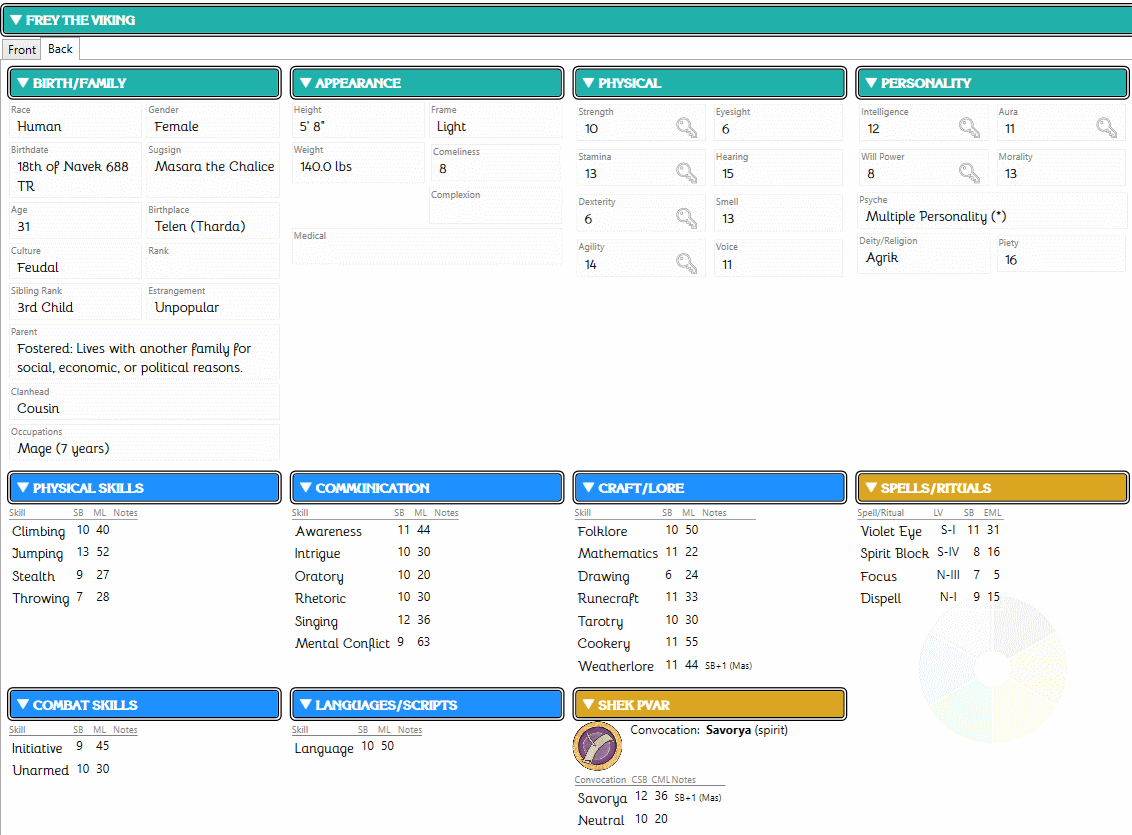 ▼ FREY THE VIKING
Front Back
▼ BIRTH/FAMILY
Race Gender
Human Female
Birthdate Sugsign
18th of Navek 688 Masara the Chalice
TR
Age Birthplace
31 Telen (Tharda)
Culture Rank
Feudal
Sibling Rank Estrangement
3rd Child Unpopular
Parent
Fostered: Lives with another family for
social, economic, or political reasons.
Clanhead
Cousin
Occupations
Mage (7 years)
▼ APPEARANCE
Height Frame
5' 8" Light
Weight Comeliness
140.0 lbs 8
Complexion
Medical
▼ PHYSICAL
Strength Eyesight
10 6
Stamina Hearing
13 15
Dexterity Smell
6 13
Agility Voice
14 11
▼ PERSONALITY
Intelligence Aura
12 11
Will Power Morality
8 13
Psyche
Multiple Personality (*)
Deity/Religion Piety
Agrik 16
▼ PHYSICAL SKILLS
Skill SB ML Notes
Climbing 10 40
Jumping 13 52
Stealth 9 27
Throwing 7 28
▼ COMMUNICATION
Skill SB ML Notes
Awareness 11 44
Intrigue 10 30
Oratory 10 20
Rhetoric 10 30
Singing 12 36
Mental Conflict 9 63
▼ CRAFT/LORE
Skill SB ML Notes
Folklore 10 50
Mathematics 11 22
Drawing 6 24
Runecraft 11 33
Tarotry 10 30
Cookery 11 55
Weatherlore 11 44 SB+1 (Mas)
▼ SPELLS/RITUALS
Spell/Ritual LV SB EML
Violet Eye S-I 11 31
Spirit Block S-IV 8 16
Focus N-III 7 5
Dispell N-I 9 15
▼ COMBAT SKILLS
Skill SB ML Notes
Initiative 9 45
Unarmed 10 30
▼ LANGUAGES/SCRIPTS
Skill SB ML Notes
Language 10 50
▼ SHEK PVAR
Convocation: Savorya (spirit)
Convocation CSB CML Notes
Savorya 12 36 SB+1 (Mas)
Neutral 10 20